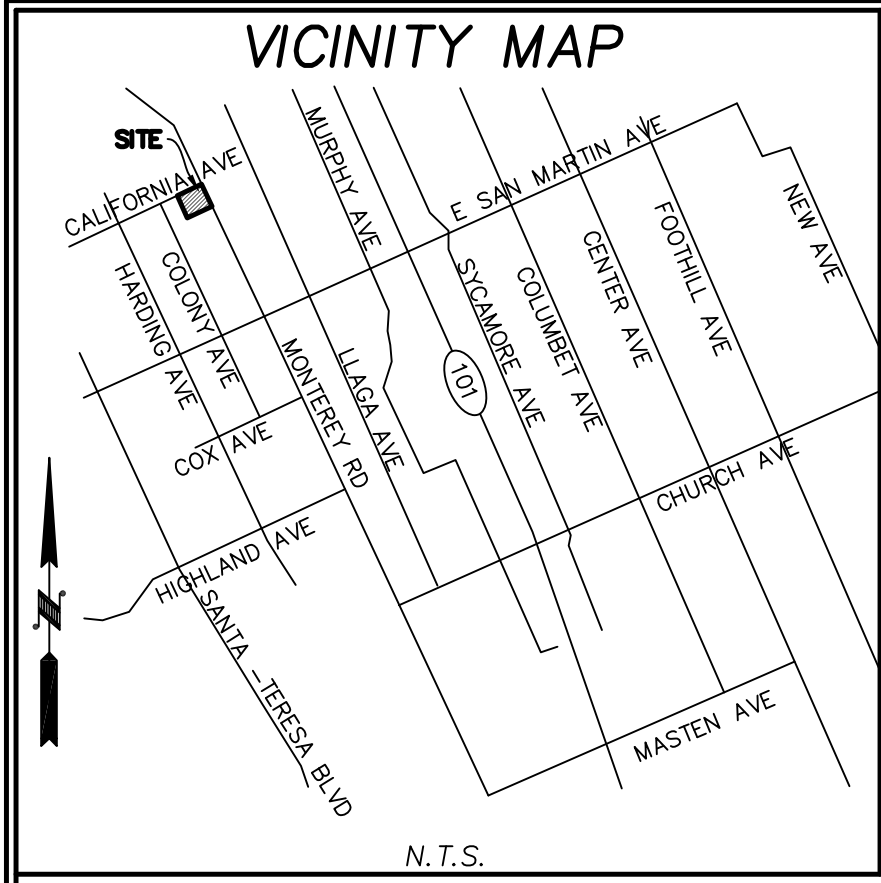 VICINITY MAP
SITE
CALIFORNIA AVE
MURPHY AVE
E SAN MARTIN AVE
HARDING AVE
COLONY AVE
SYCAMORE AVE
COLUMBET AVE
CENTER AVE
FOOTHILL AVE
NEW AVE
MONTEREY RD
LLAGA AVE
101
COX AVE
CHURCH AVE
HIGHLAND AVE
N
SANTA –TERESA BLVD
MASTEN AVE
N.T.S.